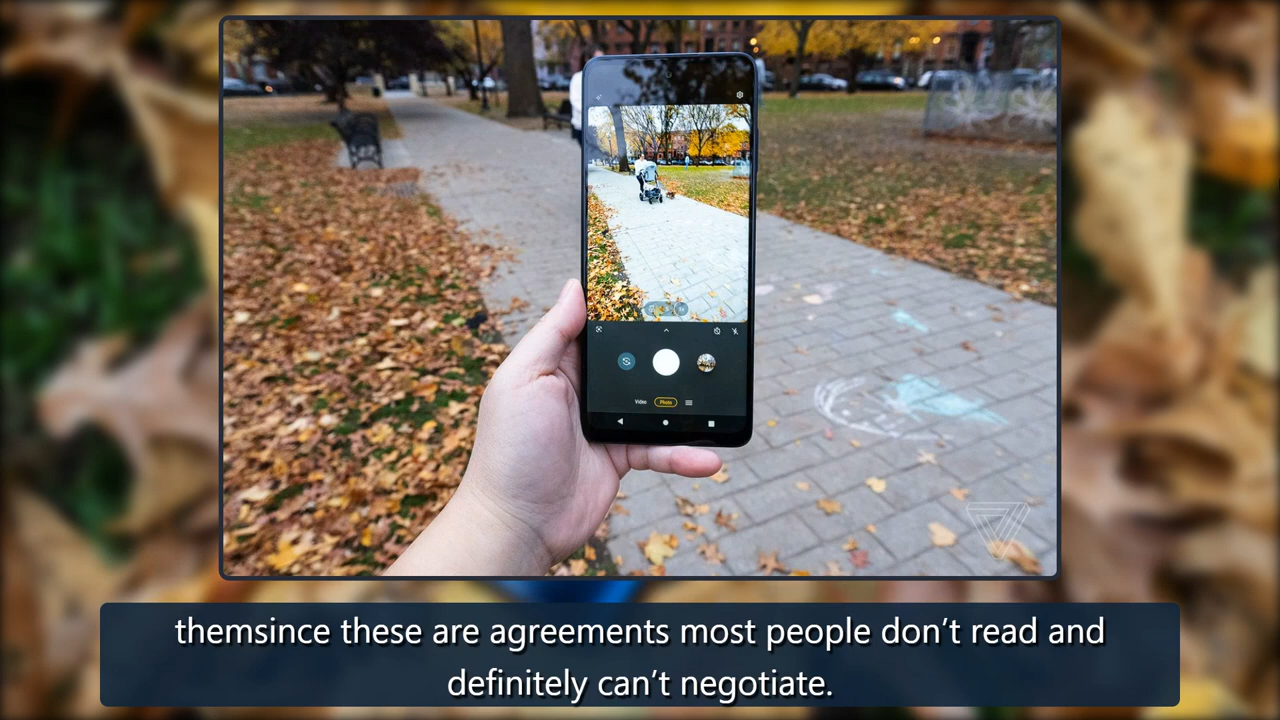 Video
Photo
themsince these are agreements most people don’t read and
definitely can’t negotiate.